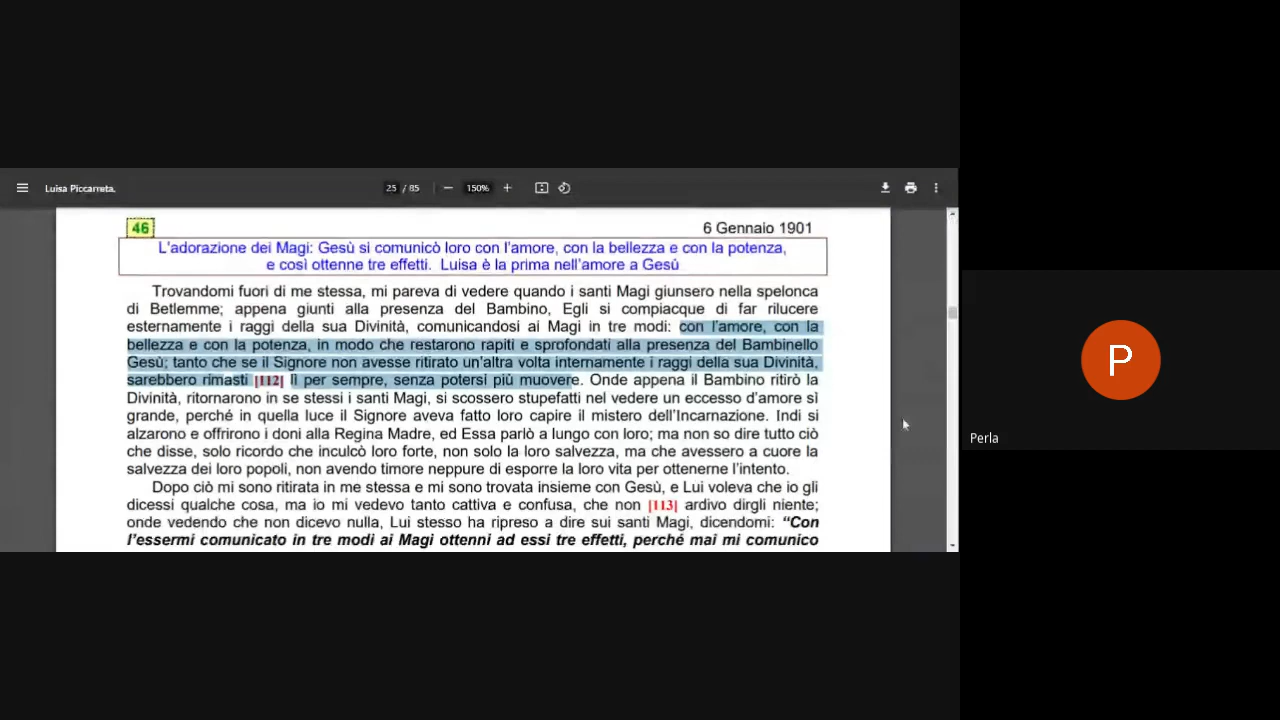 Luisa Piccarreta.
25 / 85
150%
46
6 Gennaio 1901
L'adorazione dei Magi: Gesù si comunicò loro con l'amore, con la bellezza e con la potenza,
e così ottenne tre effetti. Luisa è la prima nell'amore a Gesù
Trovandomi fuori di me stessa, mi pareva di vedere quando i santi Magi giunsero nella spelonca
di Betlemme; appena giunti alla presenza del Bambino, Egli si compiacque di far rilucere
esternamente i raggi della sua Divinità, comunicandosi ai Magi in tre modi: con l'amore, con la
bellezza e con la potenza, in modo che restarono rapiti e sprofondati alla presenza del Bambinello
Gesù; tanto che se il Signore non avesse ritirato un'altra volta internamente i raggi della sua Divinità,
sarebbero rimasti [112] lì per sempre, senza potersi più muovere. Onde appena il Bambino ritirò la
Divinità, ritornarono in se stessi i santi Magi, si scossero stupefatti nel vedere un eccesso d'amore sì
grande, perché in quella luce il Signore aveva fatto loro capire il mistero dell'Incarnazione. Indi si
alzarono e offrirono i doni alla Regina Madre, ed Essa parlò a lungo con loro; ma non so dire tutto ciò
che disse, solo ricordo che inculcò loro forte, non solo la loro salvezza, ma che avessero a cuore la
salvezza dei loro popoli, non avendo timore neppure di esporre la loro vita per ottenerne l'intento.
Dopo ciò mi sono ritirata in me stessa e mi sono trovata insieme con Gesù, e Lui voleva che io gli
dicessi qualche cosa, ma io mi vedevo tanto cattiva e confusa, che non [113] ardivo dirgli niente;
onde vedendo che non dicevo nulla, Lui stesso ha ripreso a dire sui santi Magi, dicendomi: "Con
l'essermi comunicato in tre modi ai Magi ottenni ad essi tre effetti, perché mai mi comunico
P
Perla